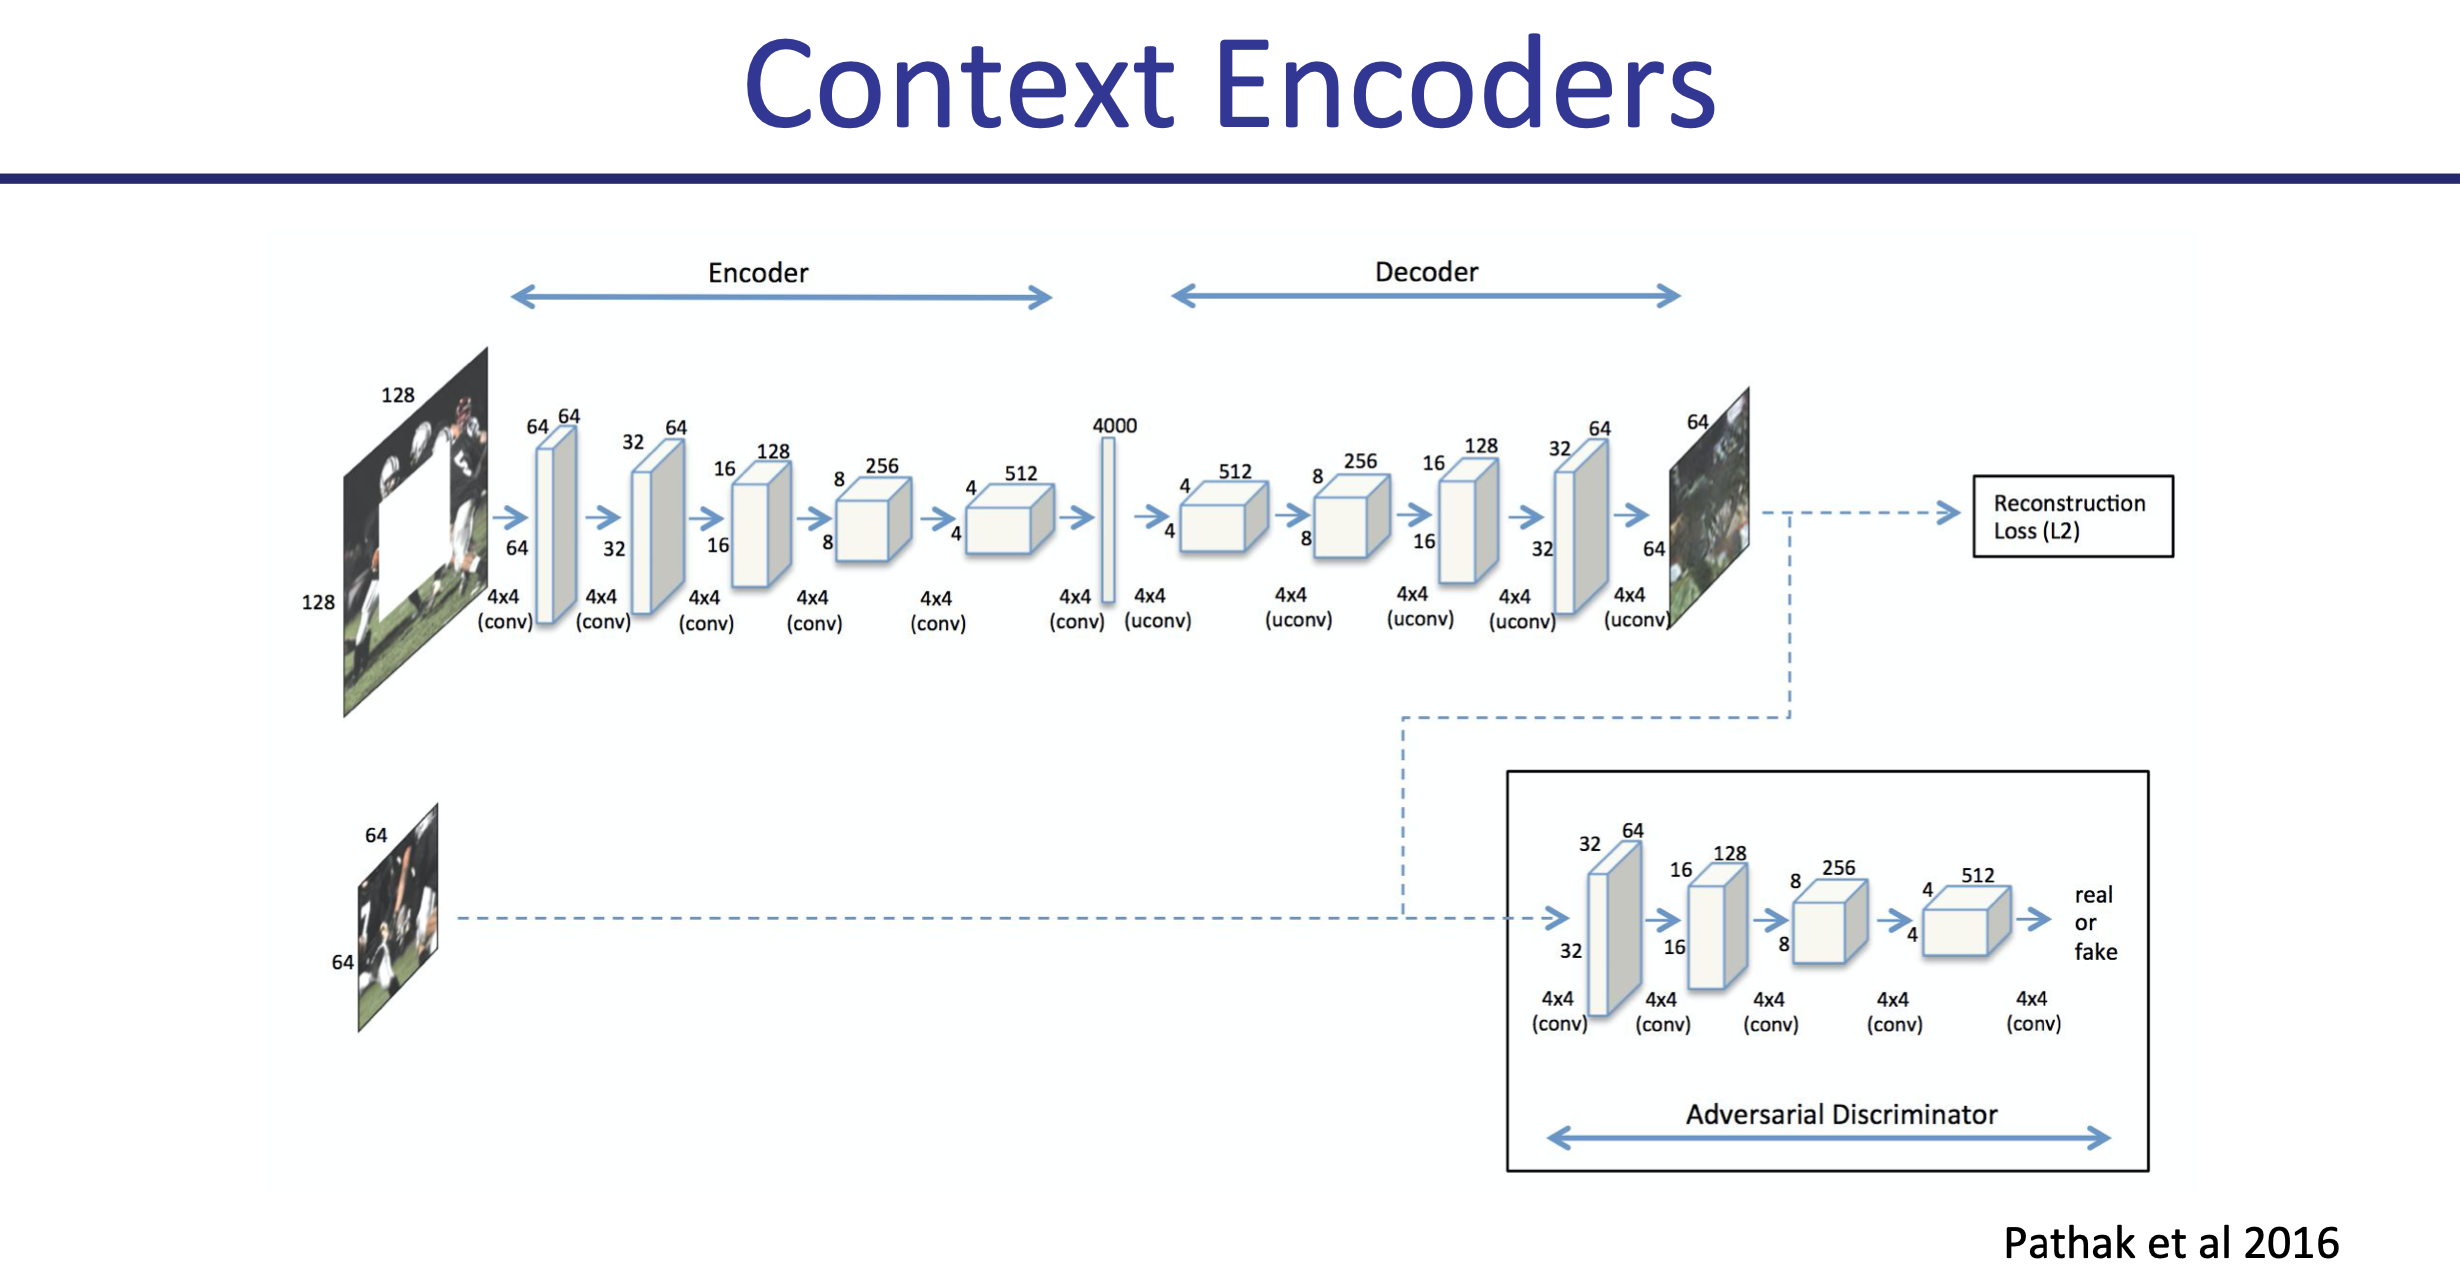 Context Encoders
Encoder
Decoder
128
128
64 64
64
4x4
(conv)
32 64
32
4x4
(conv)
16 128
16
4x4
(conv)
8 256
8
4x4
(conv)
4 512
4
4x4
(conv)
4000
4x4
(conv)
4x4
(uconv)
4 512
4
8 256
8
4x4
(uconv)
16 128
16
4x4
(uconv)
32 64
32
4x4
(uconv)
64
64
4x4
(uconv)
Reconstruction
Loss (L2)
64
64
32 64
32
4x4
(conv)
16 128
16
4x4
(conv)
8 256
8
4x4
(conv)
4 512
4
4x4
(conv)
4x4
(conv)
real
or
fake
Adversarial Discriminator
Pathak et al 2016